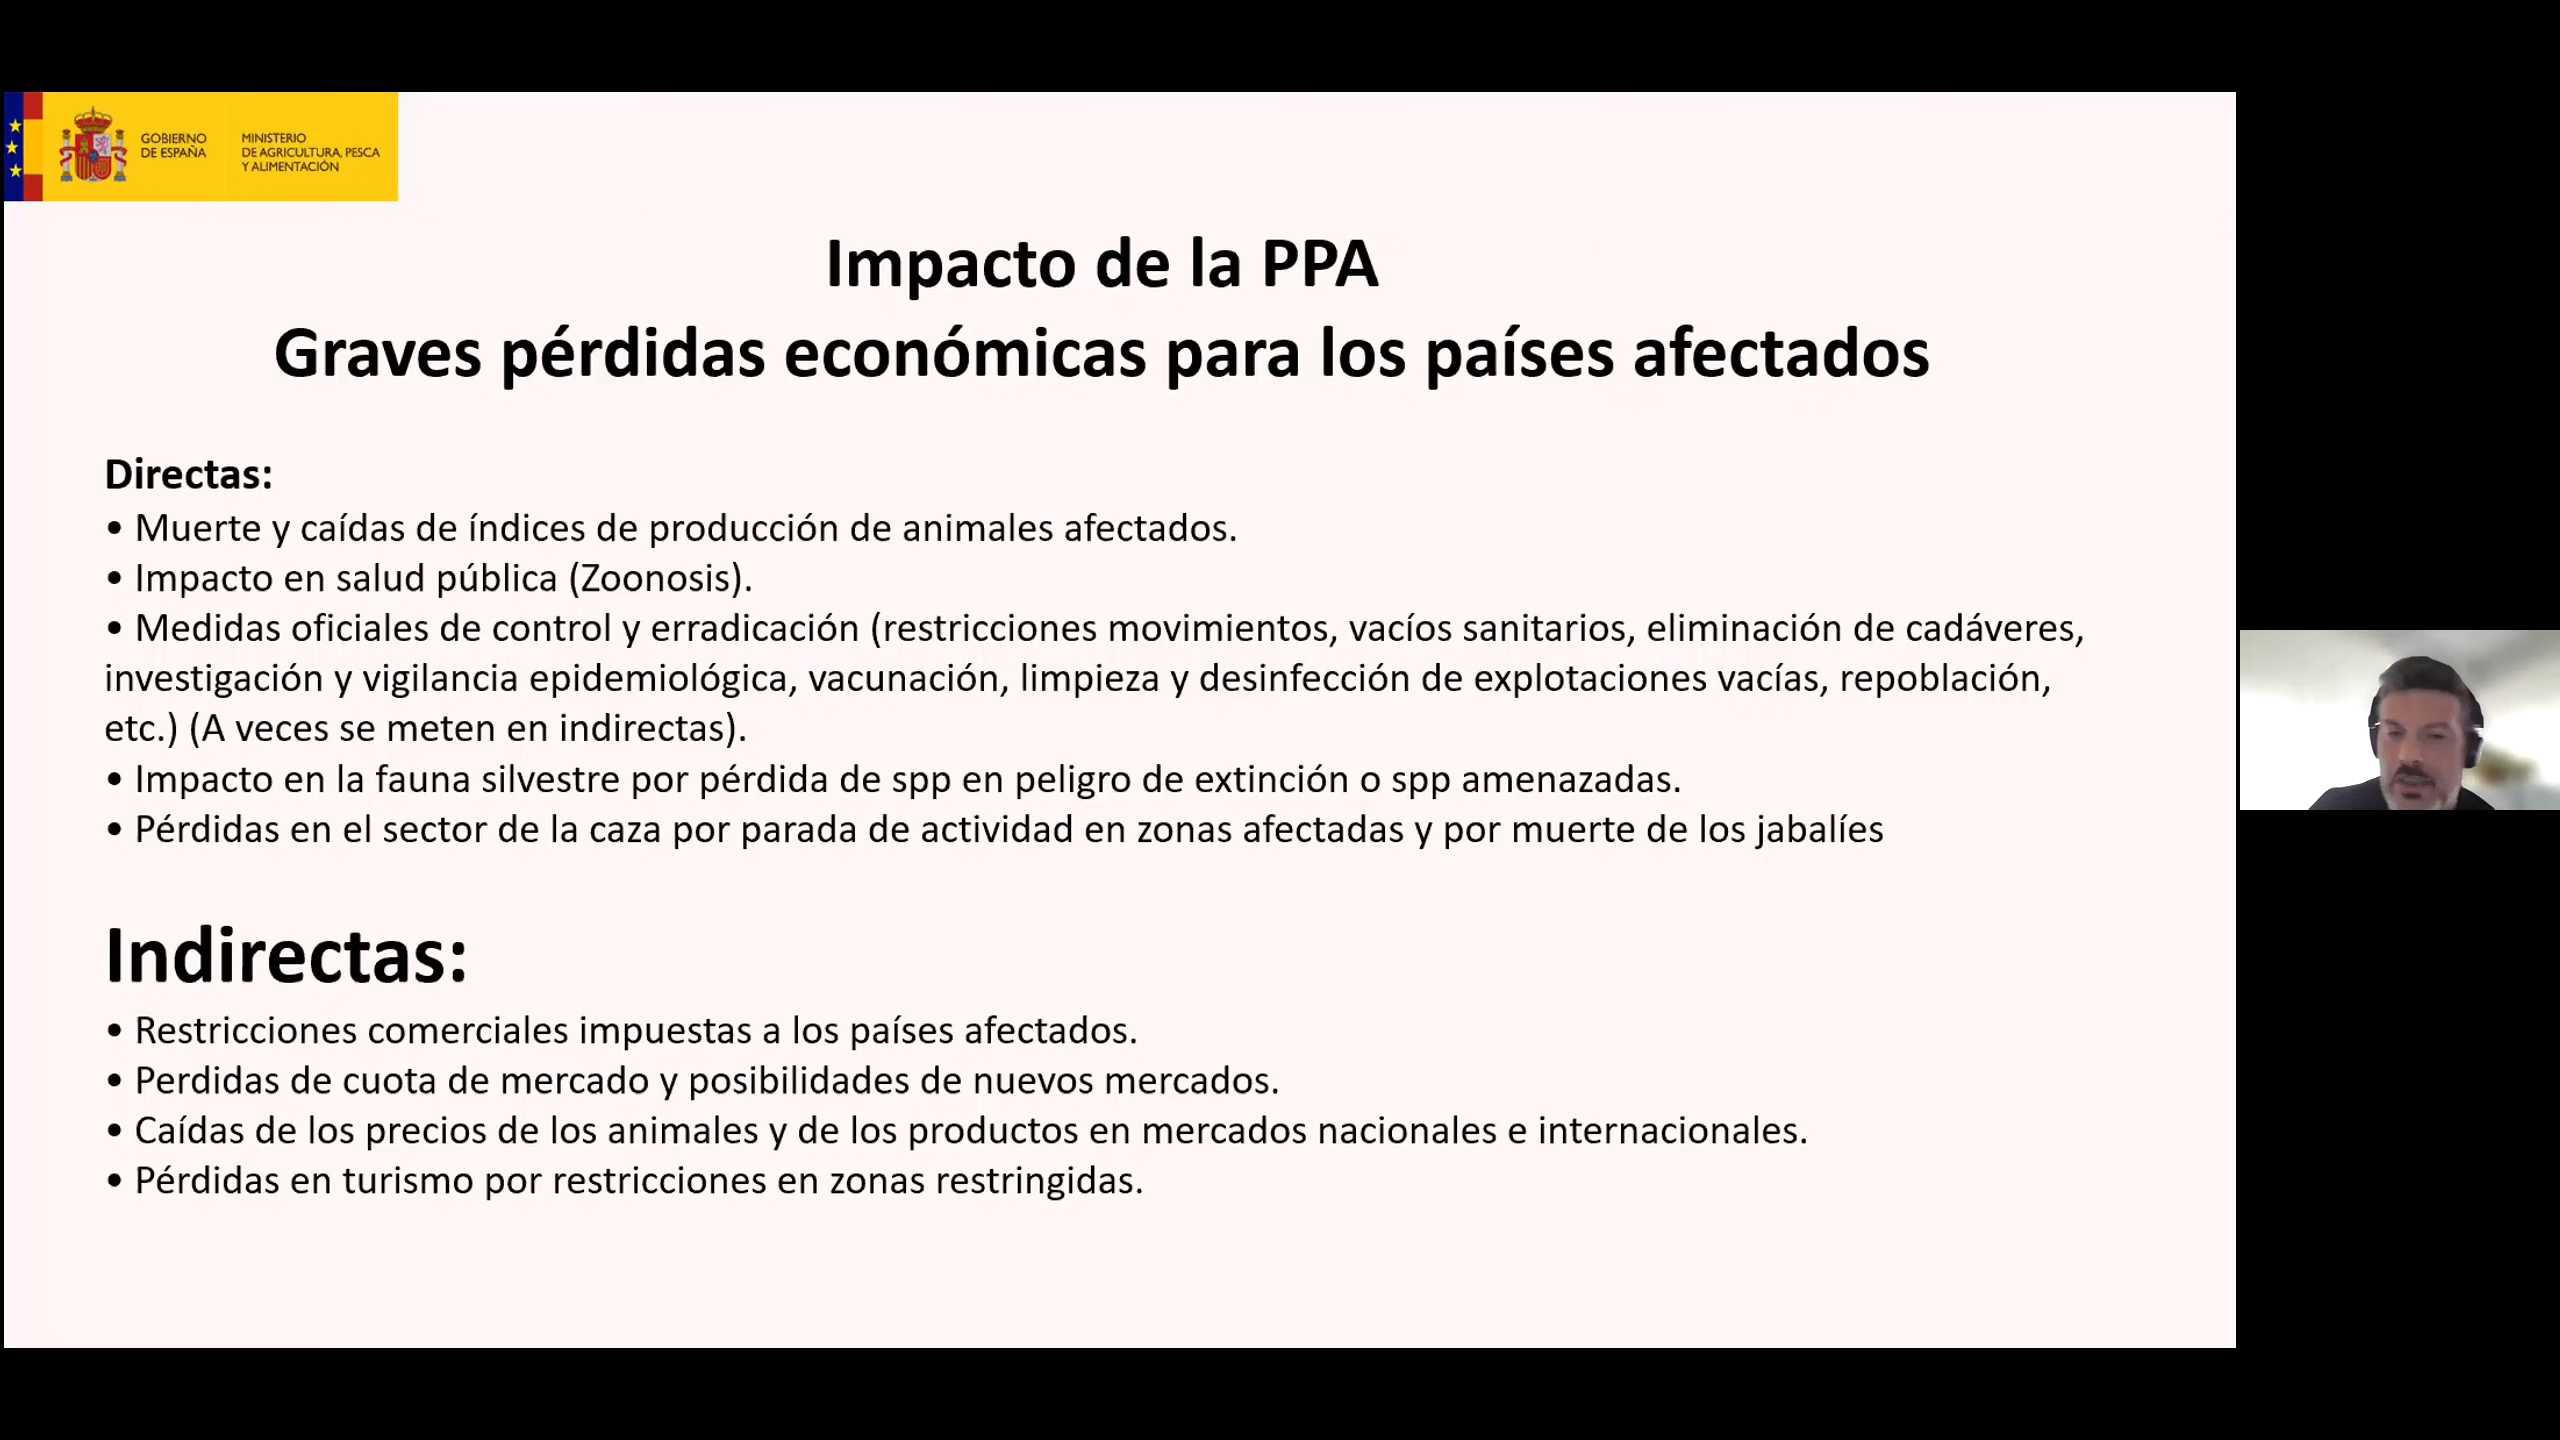 GOBIERNO
DE ESPAÑA
MINISTERIO
DE AGRICULTURA, PESCA
Y ALIMENTACIÓN
Impacto de la PPA
Graves pérdidas económicas para los países afectados
Directas:
• Muerte y caídas de índices de producción de animales afectados.
• Impacto en salud pública (Zoonosis).
• Medidas oficiales de control y erradicación (restricciones movimientos, vacíos sanitarios, eliminación de cadáveres,
investigación y vigilancia epidemiológica, vacunación, limpieza y desinfección de explotaciones vacías, repoblación,
etc.) (A veces se meten en indirectas).
• Impacto en la fauna silvestre por pérdida de spp en peligro de extinción o spp amenazadas.
• Pérdidas en el sector de la caza por parada de actividad en zonas afectadas y por muerte de los jabalíes
Indirectas:
• Restricciones comerciales impuestas a los países afectados.
• Perdidas de cuota de mercado y posibilidades de nuevos mercados.
• Caídas de los precios de los animales y de los productos en mercados nacionales e internacionales.
• Pérdidas en turismo por restricciones en zonas restringidas.